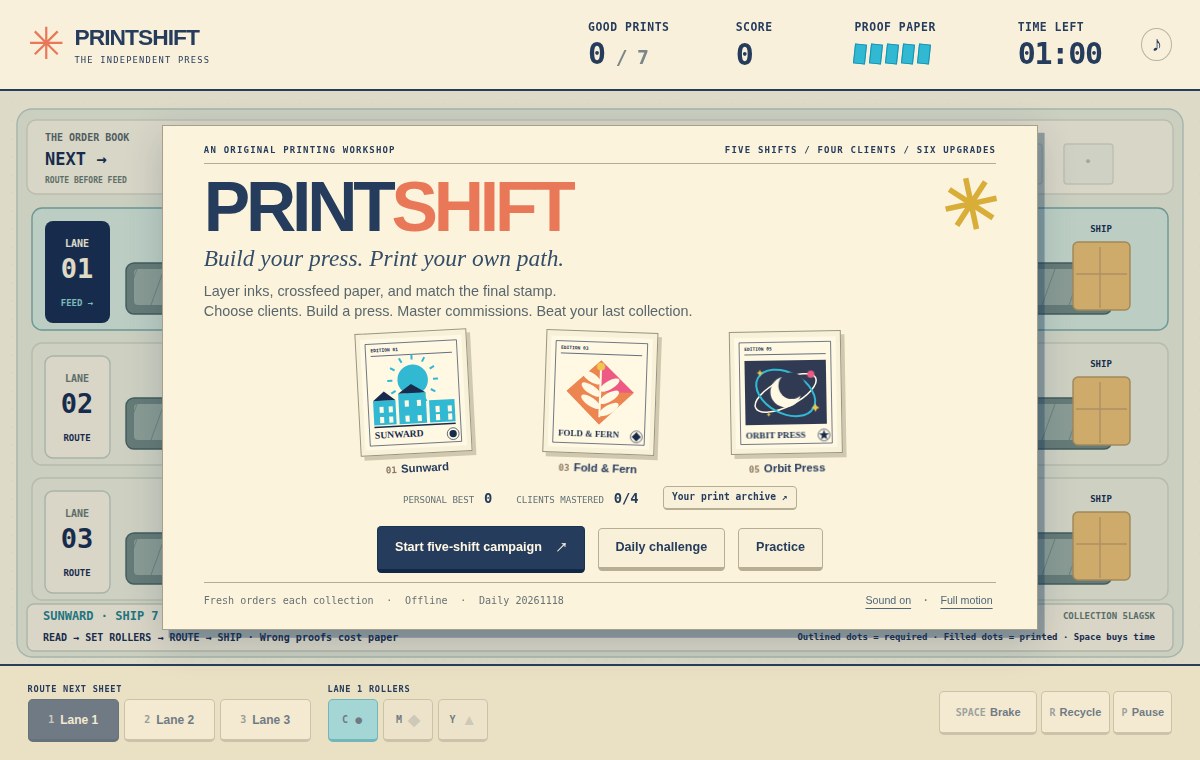 PRINTSHIFT
THE INDEPENDENT PRESS
GOOD PRINTS
0 / 7
SCORE
0
PROOF PAPER
TIME LEFT
01:00
♪
THE ORDER BOOK
NEXT →
ROUTE BEFORE FEED
LANE
01
FEED →
LANE
02
ROUTE
LANE
03
ROUTE
SHIP
SHIP
SHIP
AN ORIGINAL PRINTING WORKSHOP
FIVE SHIFTS / FOUR CLIENTS / SIX UPGRADES
PRINTSHIFT
Build your press. Print your own path.
Layer inks, crossfeed paper, and match the final stamp.
Choose clients. Build a press. Master commissions. Beat your last collection.
EDITION 01
SUNWARD
01 Sunward
EDITION 03
FOLD & FERN
03 Fold & Fern
EDITION 05
ORBIT PRESS
05 Orbit Press
PERSONAL BEST 0 CLIENTS MASTERED 0/4 Your print archive ↗
Start five-shift campaign ↗
Daily challenge
Practice
Fresh orders each collection · Offline · Daily 20261118
Sound on · Full motion
SUNWARD · SHIP 7
COLLECTION 5LAGSK
READ → SET ROLLERS → ROUTE → SHIP · Wrong proofs cost paper
Outlined dots = required · Filled dots = printed · Space buys time
ROUTE NEXT SHEET
1 Lane 1
2 Lane 2
3 Lane 3
LANE 1 ROLLERS
C ●
M ◆
Y ▲
SPACE Brake
R Recycle
P Pause